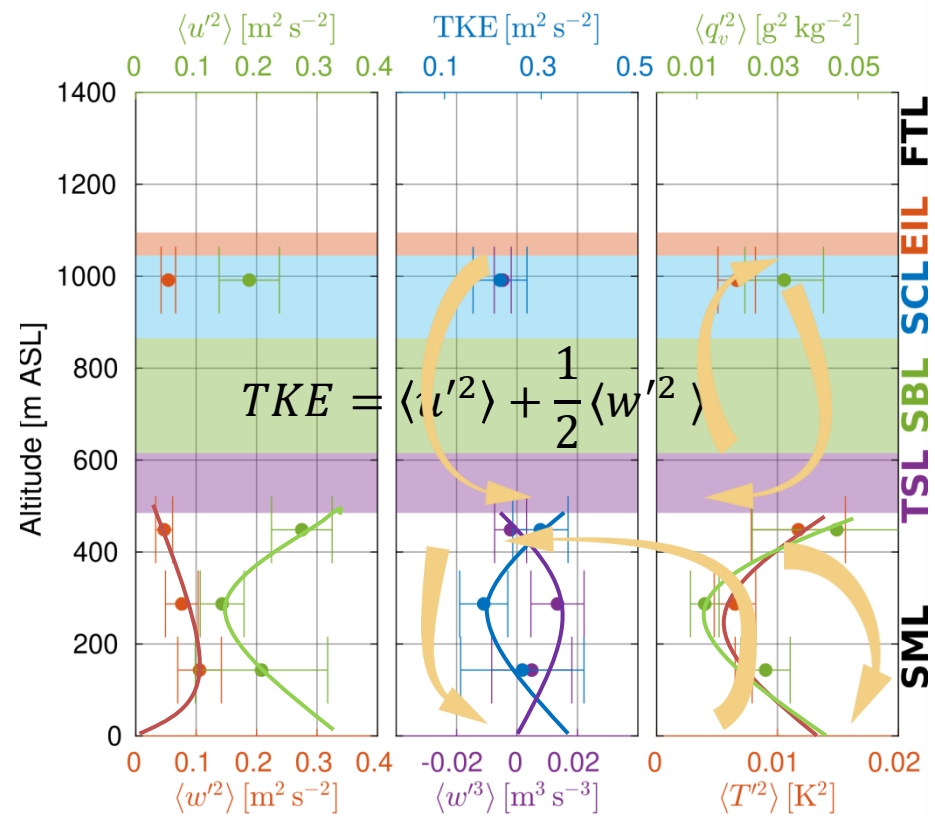 ⟨u′²⟩ [m² s⁻²] TKE [m² s⁻²] ⟨q′ᵥ²⟩ [g² kg⁻²]
0 0.1 0.2 0.3 0.4 0.1 0.3 0.5 0.01 0.03 0.05
1400
1200
1000
800
600
400
200
0
Altitude [m ASL]
TKE = ⟨u′²⟩ + 1/2 ⟨w′²⟩
FTL
EIL
SCL
SBL
TSL
SML
0 0.1 0.2 0.3 0.4 -0.02 0 0.02 0 0.01 0.02
⟨w′²⟩ [m² s⁻²] ⟨w′³⟩ [m³ s⁻³] ⟨T′²⟩ [K²]